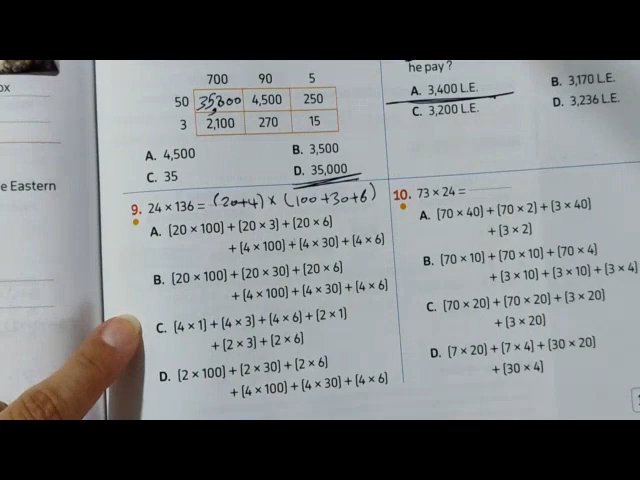 ox
e Eastern
700 90 5
50 35,000 4,500 250
3 2,100 270 15
A. 4,500
B. 3,500
C. 35
D. 35,000
he pay?
A. 3,400 L.E.
B. 3,170 L.E.
C. 3,200 L.E.
D. 3,236 L.E.
9. 24 × 136 = (20+4) × (100+30+6)
A. (20 × 100) + (20 × 3) + (20 × 6)
+ (4 × 100) + (4 × 30) + (4 × 6)
B. (20 × 100) + (20 × 30) + (20 × 6)
+ (4 × 100) + (4 × 30) + (4 × 6)
C. (4 × 1) + (4 × 3) + (4 × 6) + (2 × 1)
+ (2 × 3) + (2 × 6)
D. (2 × 100) + (2 × 30) + (2 × 6)
+ (4 × 100) + (4 × 30) + (4 × 6)
10. 73 × 24 =
A. (70 × 40) + (70 × 2) + (3 × 40)
+ (3 × 2)
B. (70 × 10) + (70 × 10) + (70 × 4)
+ (3 × 10) + (3 × 10) + (3 × 4)
C. (70 × 20) + (70 × 20) + (3 × 20)
+ (3 × 20)
D. (7 × 20) + (7 × 4) + (30 × 20)
+ (30 × 4)